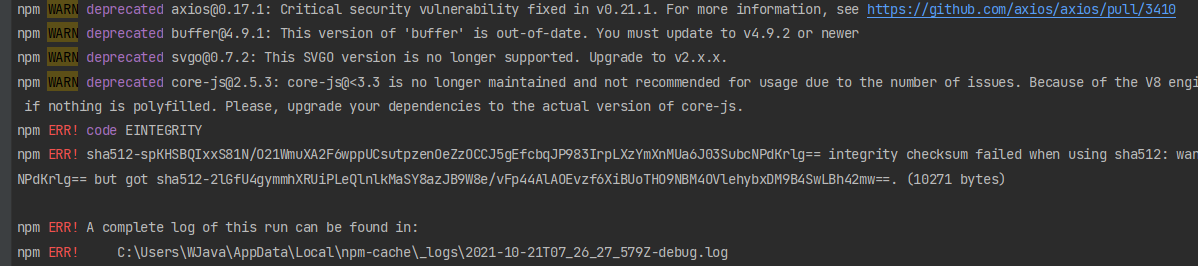 npm WARN deprecated axios@0.17.1: Critical security vulnerability fixed in v0.21.1. For more information, see https://github.com/axios/axios/pull/3410
npm WARN deprecated buffer@4.9.1: This version of 'buffer' is out-of-date. You must update to v4.9.2 or newer
npm WARN deprecated svgo@0.7.2: This SVGO version is no longer supported. Upgrade to v2.x.x.
npm WARN deprecated core-js@2.5.3: core-js@<3.3 is no longer maintained and not recommended for usage due to the number of issues. Because of the V8 engi
if nothing is polyfilled. Please, upgrade your dependencies to the actual version of core-js.
npm ERR! code EINTEGRITY
npm ERR! sha512-spKHSBQIxxS81N/O21WmuXA2F6wppUCsutpzenOeZzOCCJ5gEfcbqJP983IrpLXzYmXnMUa6J03SubcNPdKrlg== integrity checksum failed when using sha512: wan
NPdKrlg== but got sha512-2lGfU4gymmhXRUiPLeQlnlkMaSY8azJB9W8e/vFp44AlAOEvzf6XiBUoTHO9NBM4OVlehybxDM9B4SwLBh42mw==. (10271 bytes)
npm ERR! A complete log of this run can be found in:
npm ERR!     C:\Users\WJava\AppData\Local\npm-cache\_logs\2021-10-21T07_26_27_579Z-debug.log